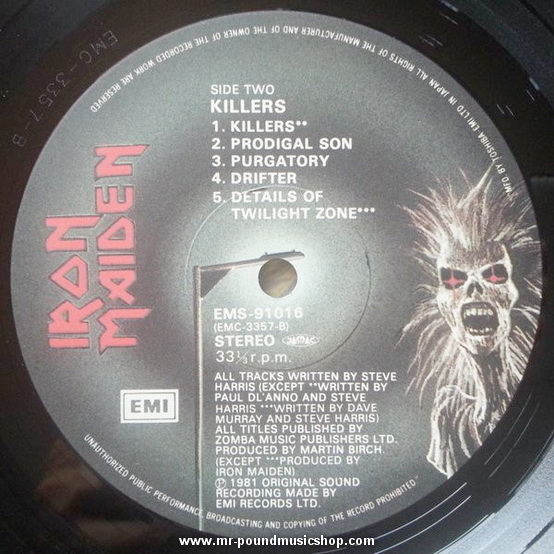 EMC-3357 B
MFD BY TOSHIBA EMI LTD IN JAPAN ALL RIGHTS OF THE MANUFACTURER AND OF THE OWNER OF THE RECORDED WORK ARE RESERVED
SIDE TWO
KILLERS
1. KILLERS**
2. PRODIGAL SON
3. PURGATORY
4. DRIFTER
5. DETAILS OF
TWILIGHT ZONE***
IRON
MAIDEN
EMS-91016
(EMC-3357-B)
STEREO
33⅓ r.p.m.
EMI
ALL TRACKS WRITTEN BY STEVE
HARRIS (EXCEPT **WRITTEN BY
PAUL DI'ANNO AND STEVE
HARRIS ***WRITTEN BY DAVE
MURRAY AND STEVE HARRIS)
ALL TITLES PUBLISHED BY
ZOMBA MUSIC PUBLISHERS LTD.
PRODUCED BY MARTIN BIRCH.
(EXCEPT ***PRODUCED BY
IRON MAIDEN)
℗ 1981 ORIGINAL SOUND
RECORDING MADE BY
EMI RECORDS LTD.
UNAUTHORIZED PUBLIC PERFORMANCE, BROADCASTING AND COPYING OF THE RECORD PROHIBITED
www.mr-poundmusicshop.com